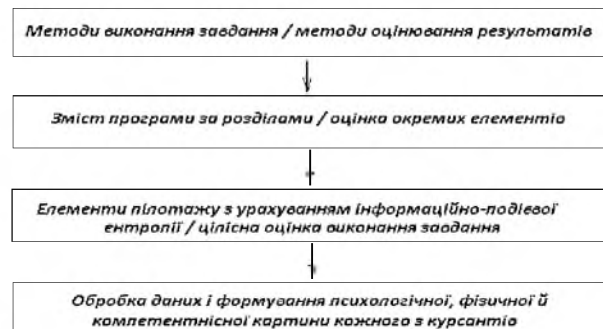 Методи виконання завдання / методи оцінювання результатів
Зміст програми за розділами / оцінка окремих елементів
Елементи пілотажу з урахуванням інформаційно-подієвої
ентропії / цілісна оцінка виконання завдання
Обробка даних і формування психологічної, фізичної й
компетентнісної картини кожного з курсантів